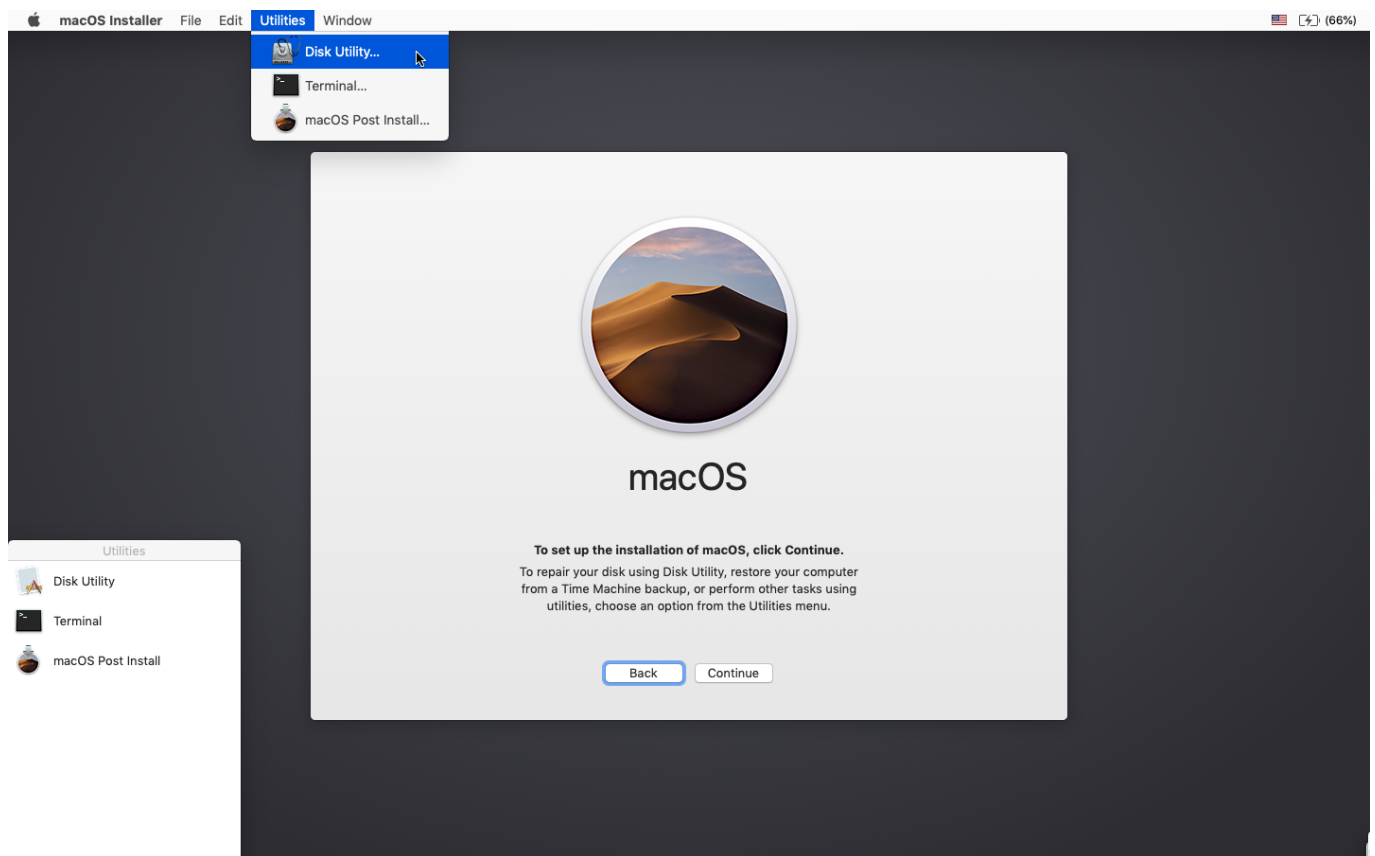 macOS Installer File Edit Utilities Window (66%)
Disk Utility...
Terminal...
macOS Post Install...
macOS
To set up the installation of macOS, click Continue.
To repair your disk using Disk Utility, restore your computer
from a Time Machine backup, or perform other tasks using
utilities, choose an option from the Utilities menu.
Back Continue
Utilities
Disk Utility
Terminal
macOS Post Install